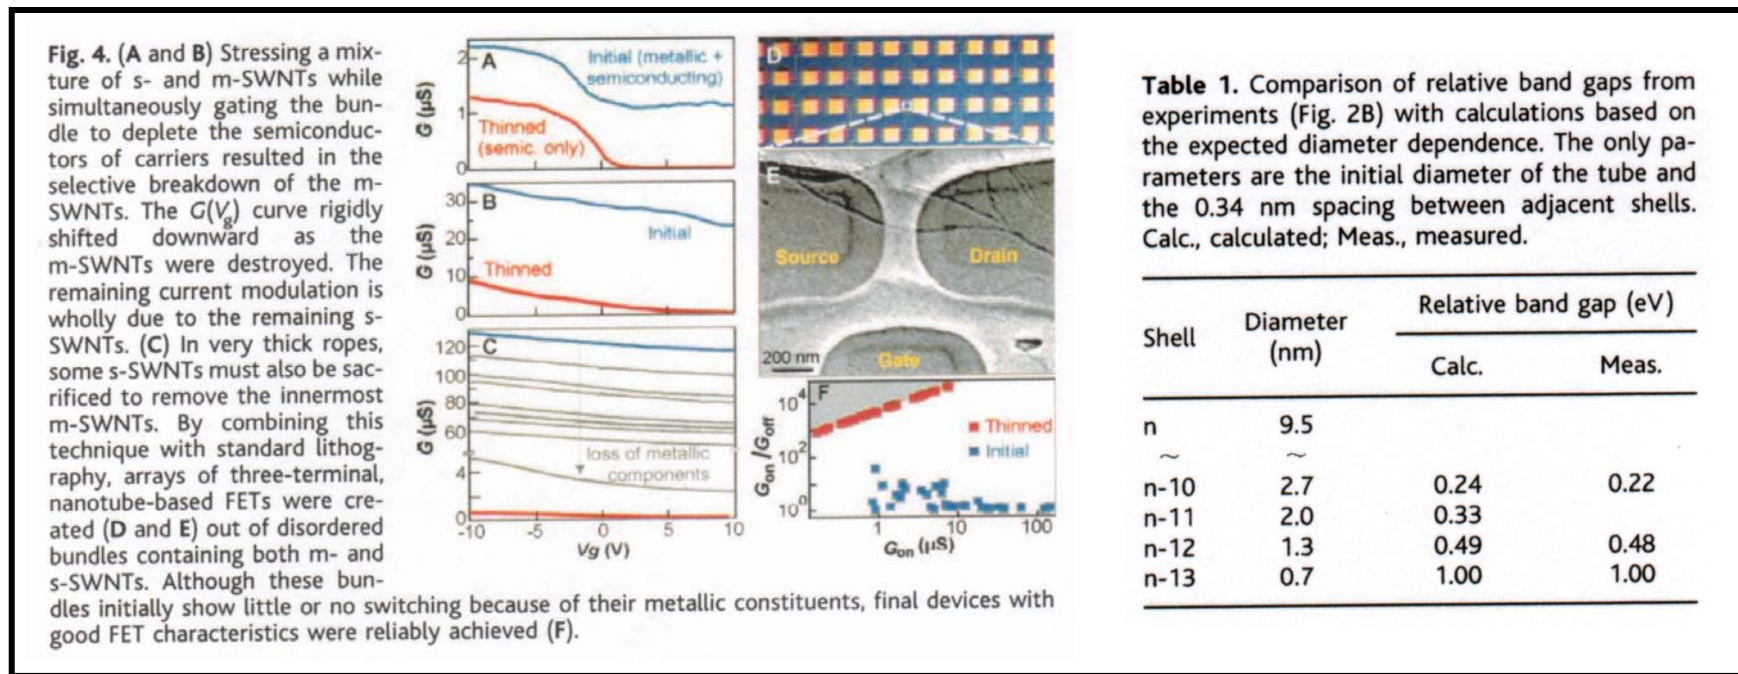 Fig. 4. (A and B) Stressing a mix-
ture of s- and m-SWNTs while
simultaneously gating the bun-
dle to deplete the semiconduc-
tors of carriers resulted in the
selective breakdown of the m-
SWNTs. The G(Vg) curve rigidly
shifted downward as the
m-SWNTs were destroyed. The
remaining current modulation is
wholly due to the remaining s-
SWNTs. (C) In very thick ropes,
some s-SWNTs must also be sac-
rificed to remove the innermost
m-SWNTs. By combining this
technique with standard lithog-
raphy, arrays of three-terminal,
nanotube-based FETs were cre-
ated (D and E) out of disordered
bundles containing both m- and
s-SWNTs. Although these bun-
dles initially show little or no switching because of their metallic constituents, final devices with
good FET characteristics were reliably achieved (F).
A
Initial (metallic +
semiconducting)
Thinned
(semic. only)
G (µS)
2
1
0
B
Initial
Thinned
G (µS)
30
20
10
0
C
loss of metallic
components
G (µS)
120
100
80
60
4
0
-10 -5 0 5 10
Vg (V)
D
E
Source
Drain
Gate
200 nm
F
Thinned
Initial
Gon/Goff
10^4
10^2
10^0
1 10 100
Gon (µS)
Table 1. Comparison of relative band gaps from
experiments (Fig. 2B) with calculations based on
the expected diameter dependence. The only pa-
rameters are the initial diameter of the tube and
the 0.34 nm spacing between adjacent shells.
Calc., calculated; Meas., measured.
Shell Diameter (nm) Relative band gap (eV)
Calc. Meas.
n 9.5
~ ~
n-10 2.7 0.24 0.22
n-11 2.0 0.33
n-12 1.3 0.49 0.48
n-13 0.7 1.00 1.00